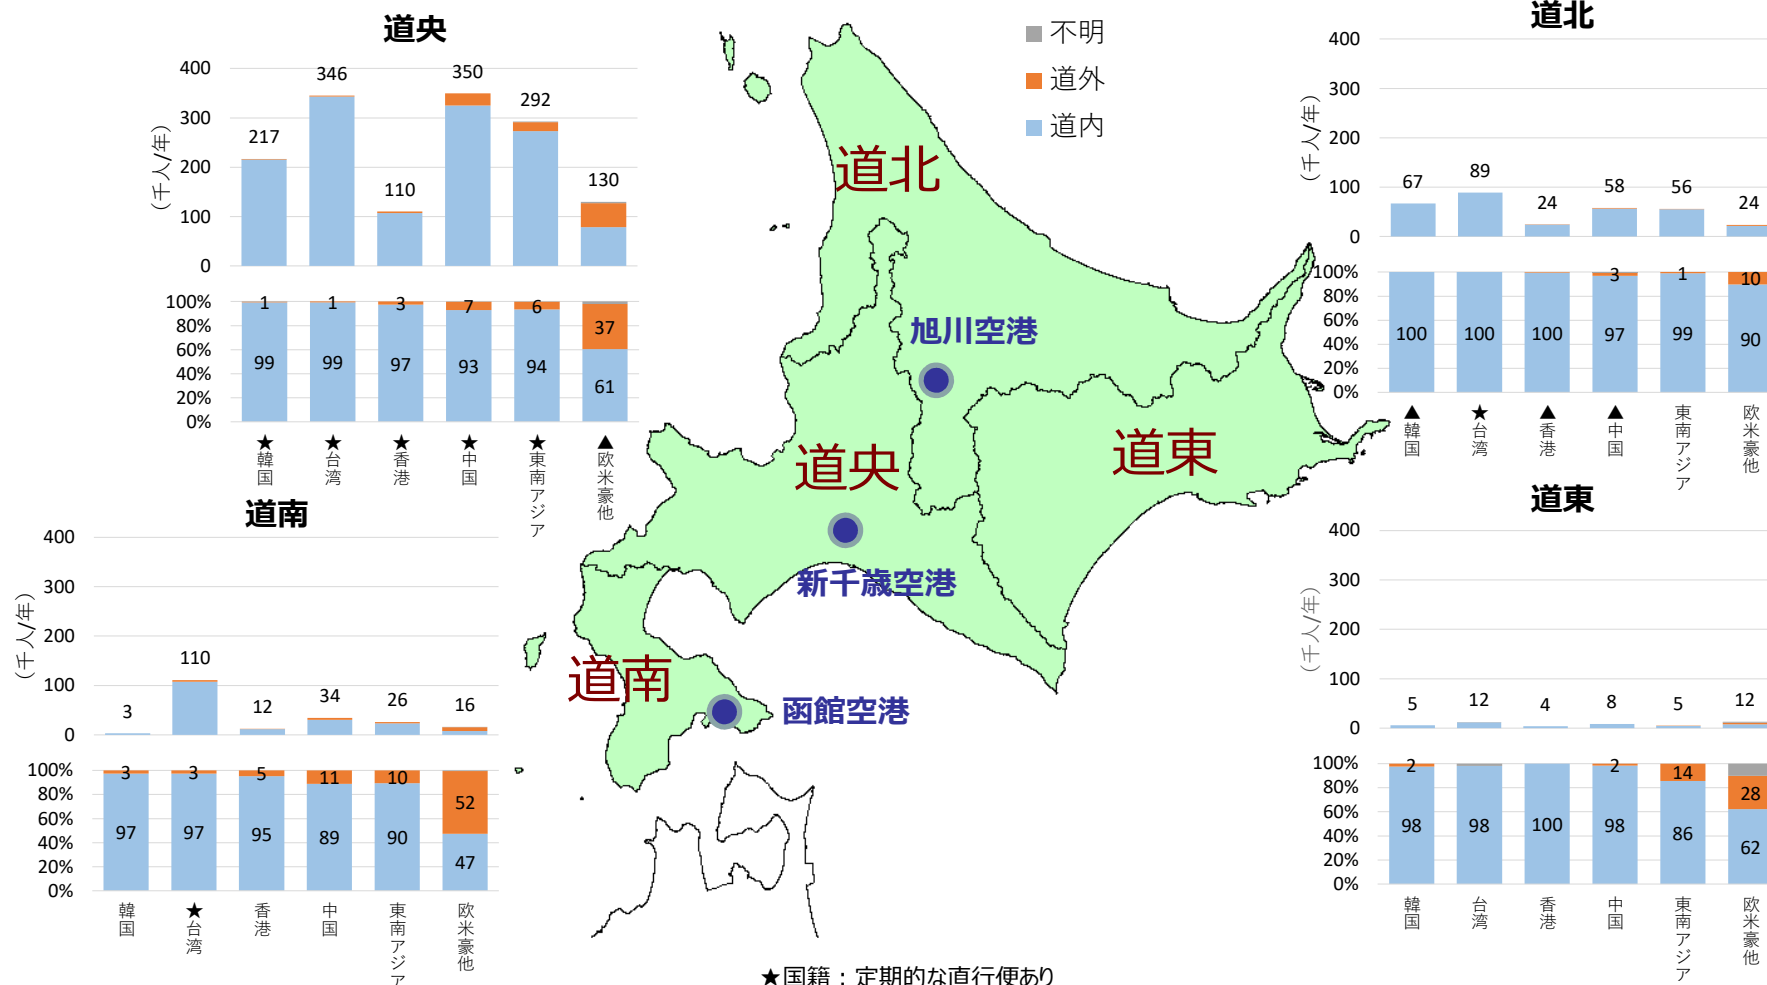 道央
(千人/年)
400
300
200
100
0
217
346
110
350
292
130
100%
80%
60%
40%
20%
0%
1
1
3
7
6
37
99
99
97
93
94
61
★韓国
★台湾
★香港
★中国
★東南アジア
▲欧米豪他
不明
道外
道内
道北
(千人/年)
400
300
200
100
0
67
89
24
58
56
24
100%
80%
60%
40%
20%
0%
3
1
10
100
100
100
97
99
90
▲韓国
★台湾
▲香港
▲中国
東南アジア
欧米豪他
道北
旭川空港
道央
道東
新千歳空港
道南
函館空港
道南
(千人/年)
400
300
200
100
0
3
110
12
34
26
16
100%
80%
60%
40%
20%
0%
3
3
5
11
10
52
97
97
95
89
90
47
韓国
★台湾
香港
中国
東南アジア
欧米豪他
道東
(千人/年)
400
300
200
100
0
5
12
4
8
5
12
100%
80%
60%
40%
20%
0%
2
2
14
28
98
98
100
98
86
62
韓国
台湾
香港
中国
東南アジア
欧米豪他
★国籍：定期的な直行便あり